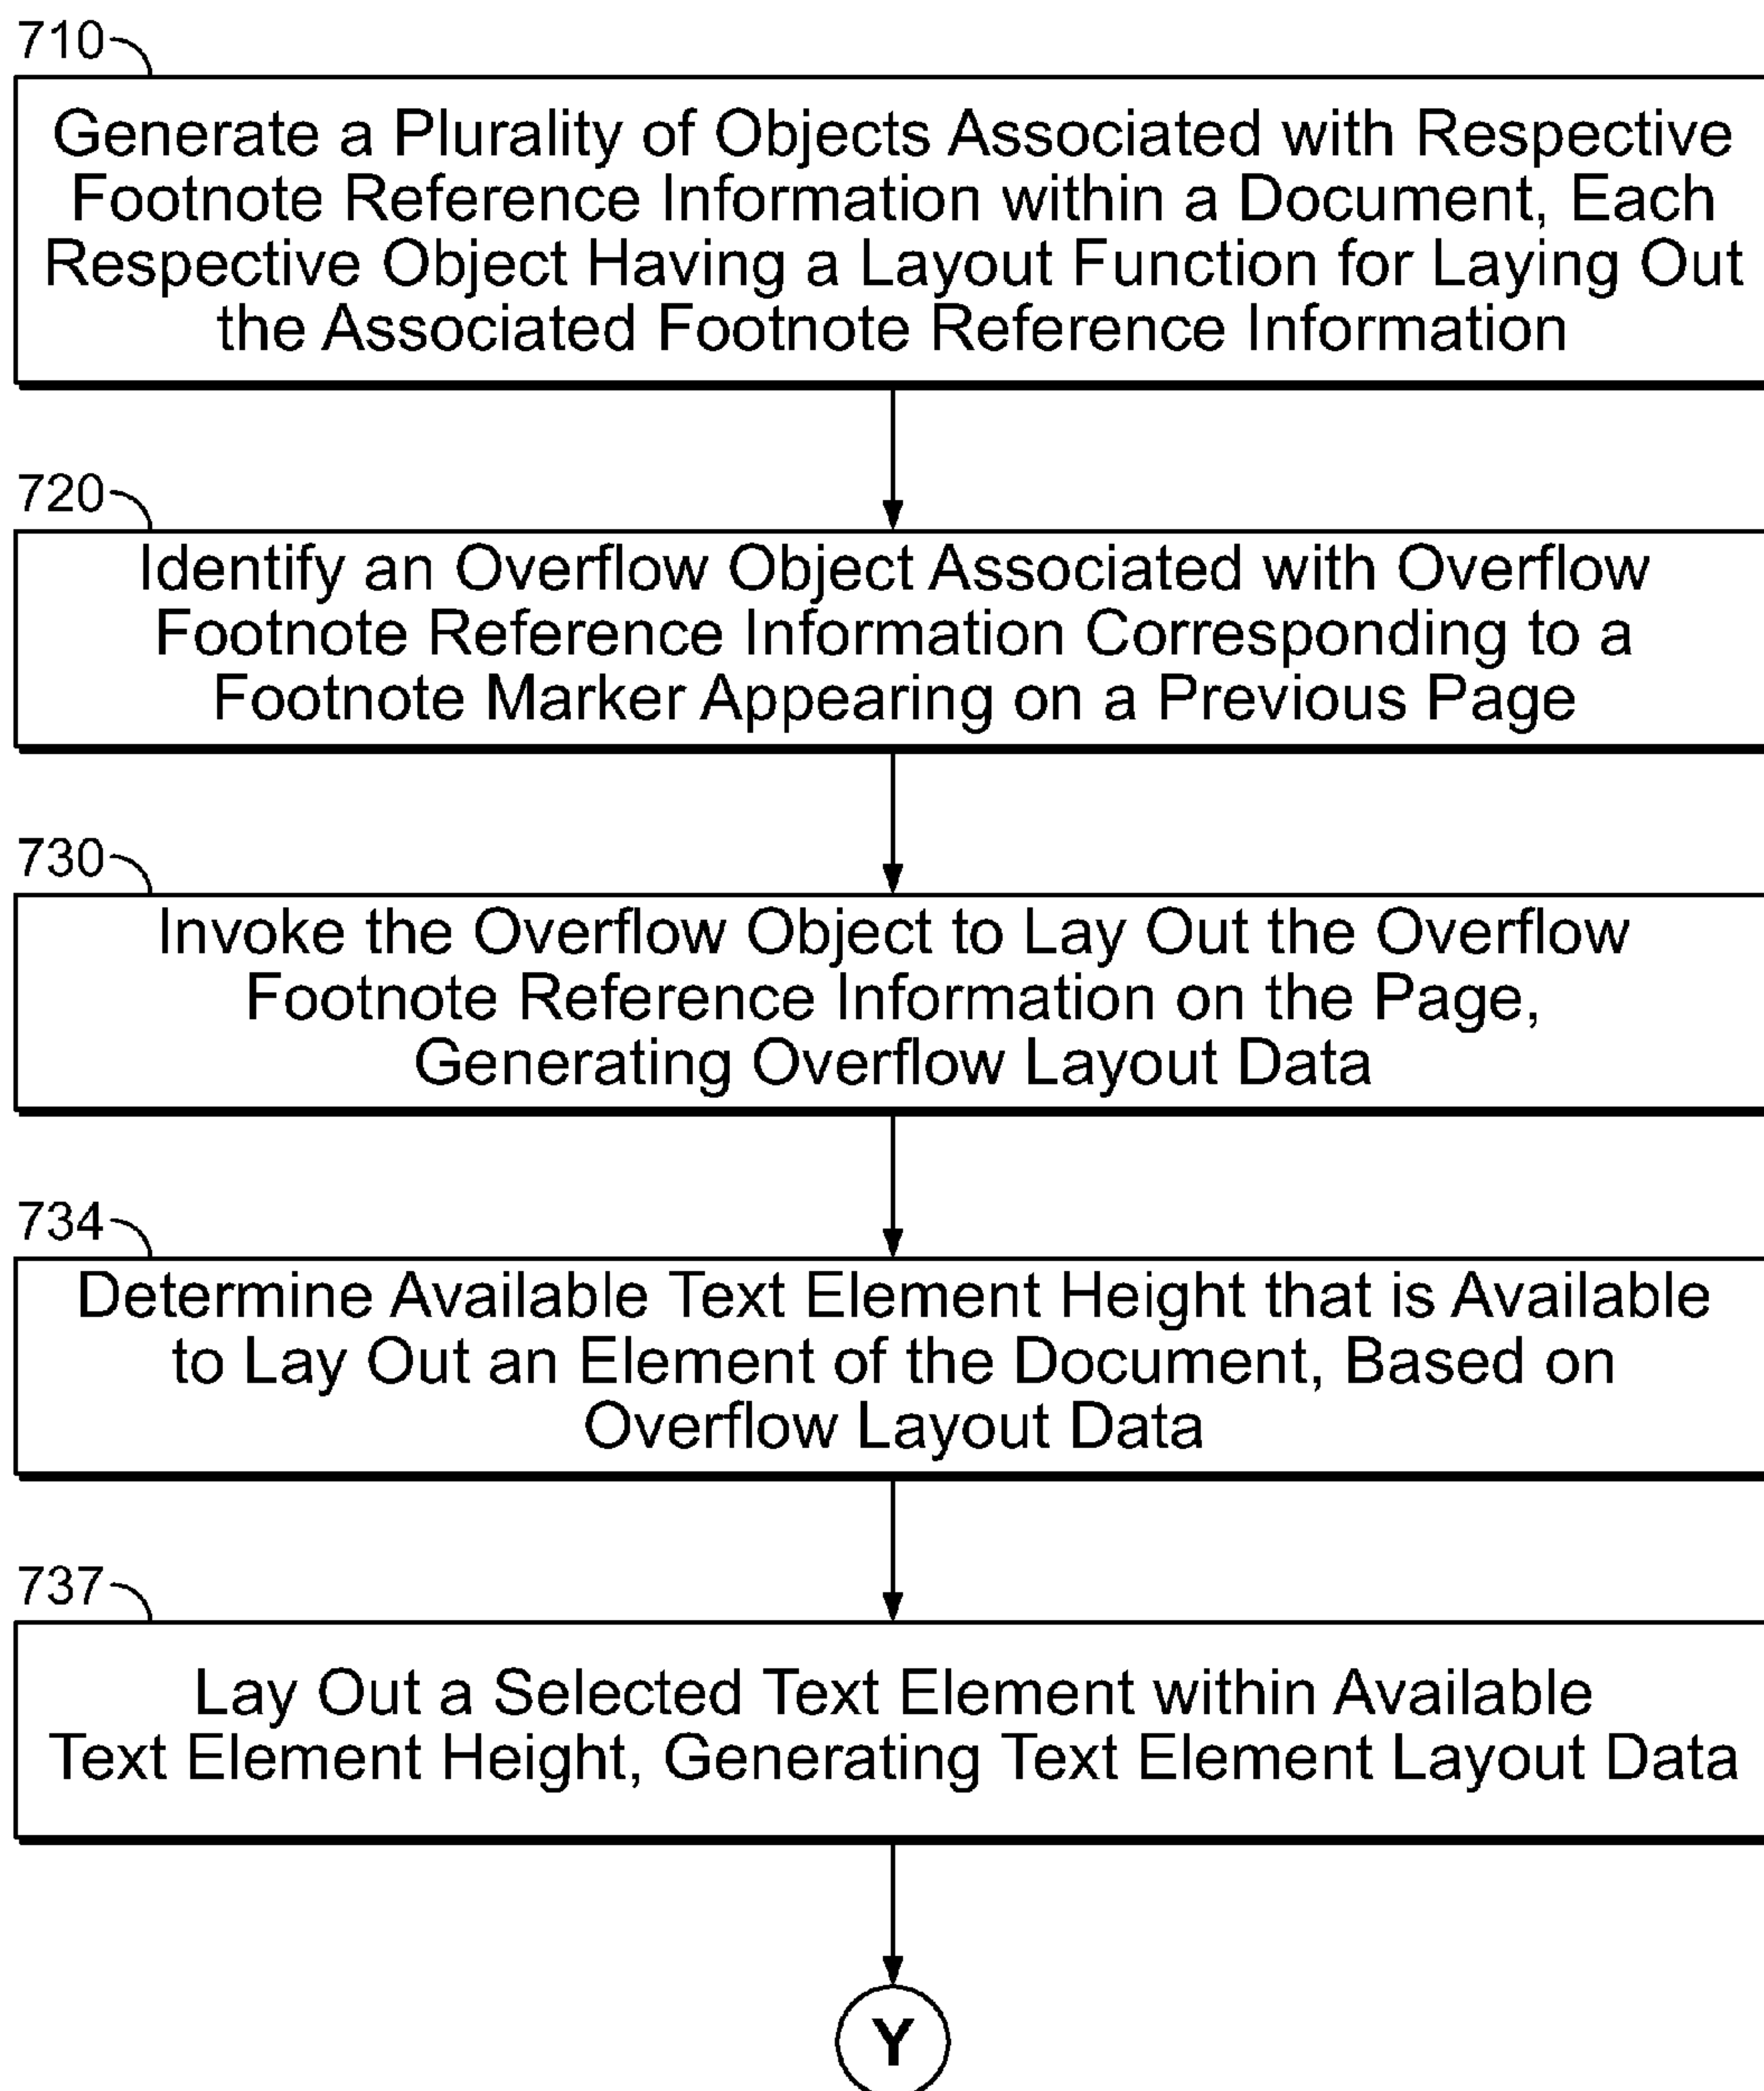 710
Generate a Plurality of Objects Associated with Respective
Footnote Reference Information within a Document, Each
Respective Object Having a Layout Function for Laying Out
the Associated Footnote Reference Information
720
Identify an Overflow Object Associated with Overflow
Footnote Reference Information Corresponding to a
Footnote Marker Appearing on a Previous Page
730
Invoke the Overflow Object to Lay Out the Overflow
Footnote Reference Information on the Page,
Generating Overflow Layout Data
734
Determine Available Text Element Height that is Available
to Lay Out an Element of the Document, Based on
Overflow Layout Data
737
Lay Out a Selected Text Element within Available
Text Element Height, Generating Text Element Layout Data
Y